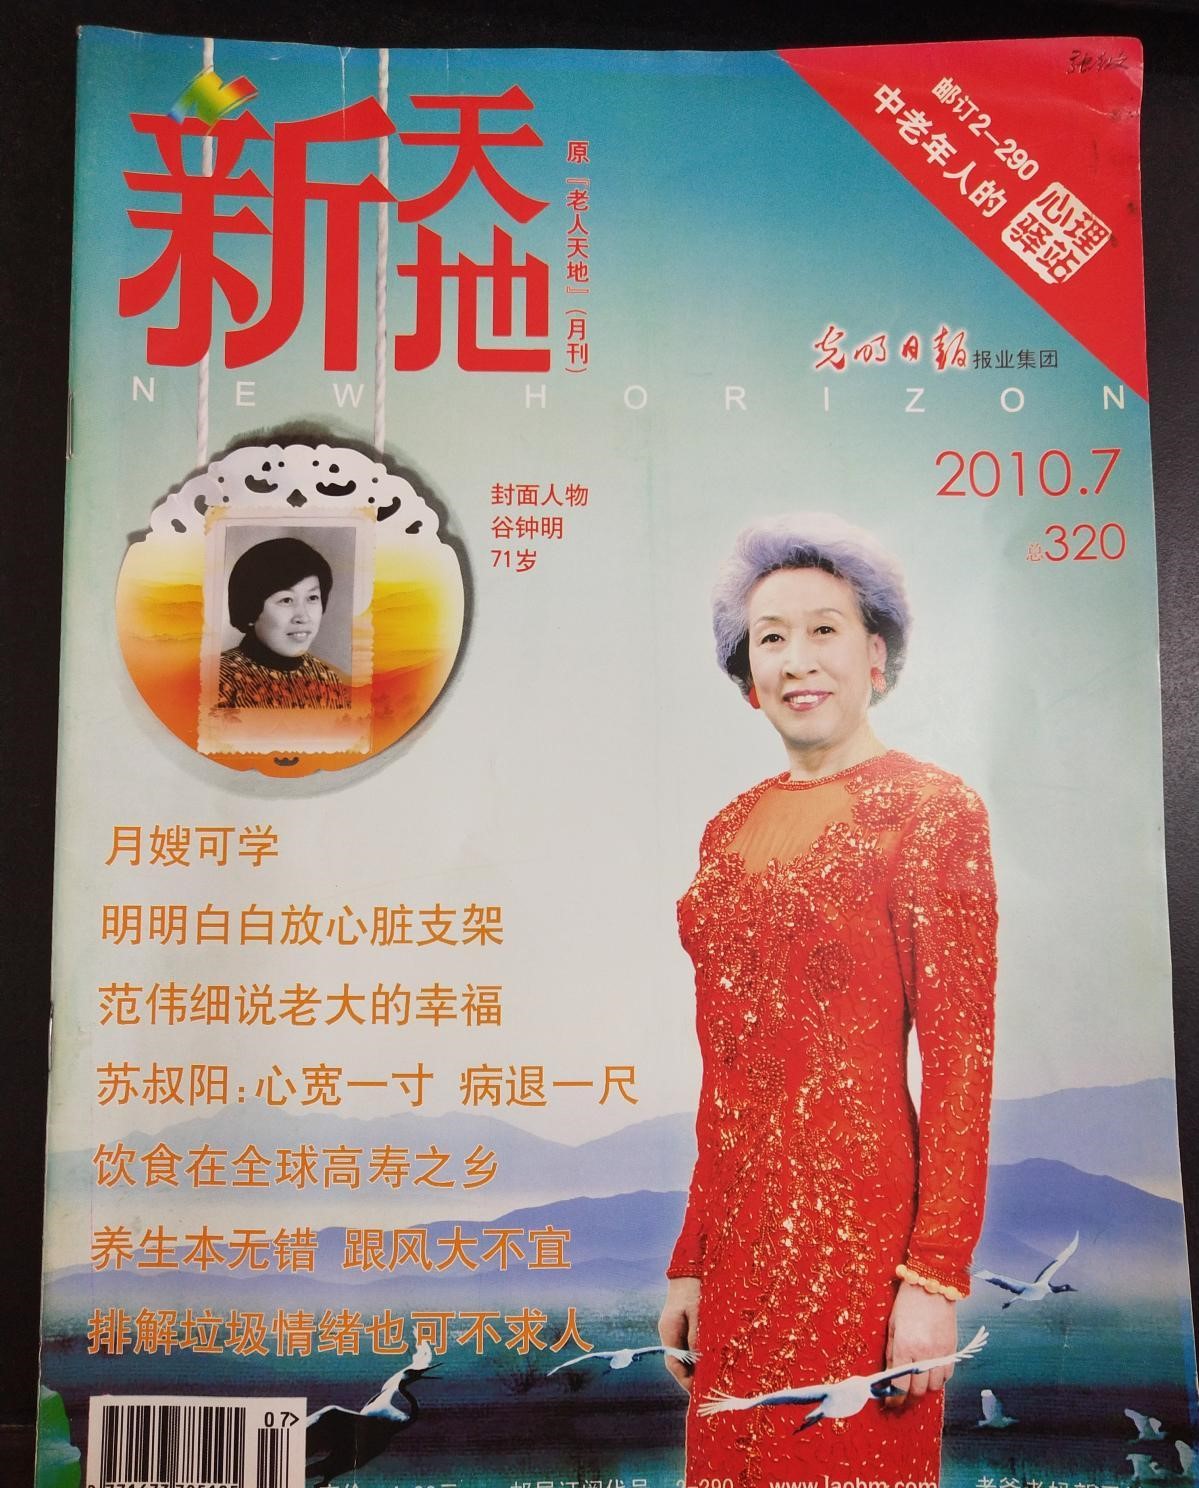 邮订2-290
中老年人的
心理
驿站
新天地
原『老人天地』(月刊)
光明日报报业集团
NEW HORIZON
2010.7
总320
封面人物
谷钟明
71岁
月嫂可学
明明白白放心脏支架
范伟细说老大的幸福
苏叔阳:心宽一寸 病退一尺
饮食在全球高寿之乡
养生本无错 跟风大不宜
排解垃圾情绪也可不求人
07>
2-290 www.laohm.com